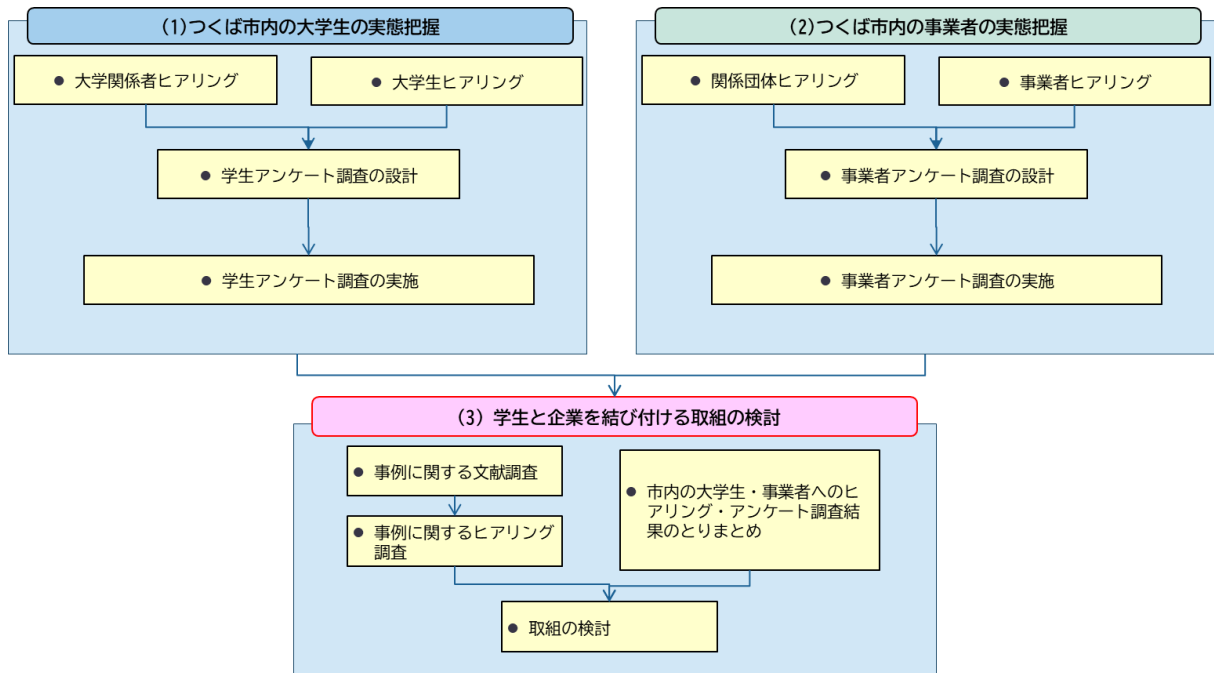 (1)つくば市内の大学生の実態把握
● 大学関係者ヒアリング
● 大学生ヒアリング
● 学生アンケート調査の設計
● 学生アンケート調査の実施
(2)つくば市内の事業者の実態把握
● 関係団体ヒアリング
● 事業者ヒアリング
● 事業者アンケート調査の設計
● 事業者アンケート調査の実施
(3) 学生と企業を結び付ける取組の検討
● 事例に関する文献調査
● 事例に関するヒアリング
調査
● 市内の大学生・事業者へのヒ
アリング・アンケート調査結
果のとりまとめ
● 取組の検討